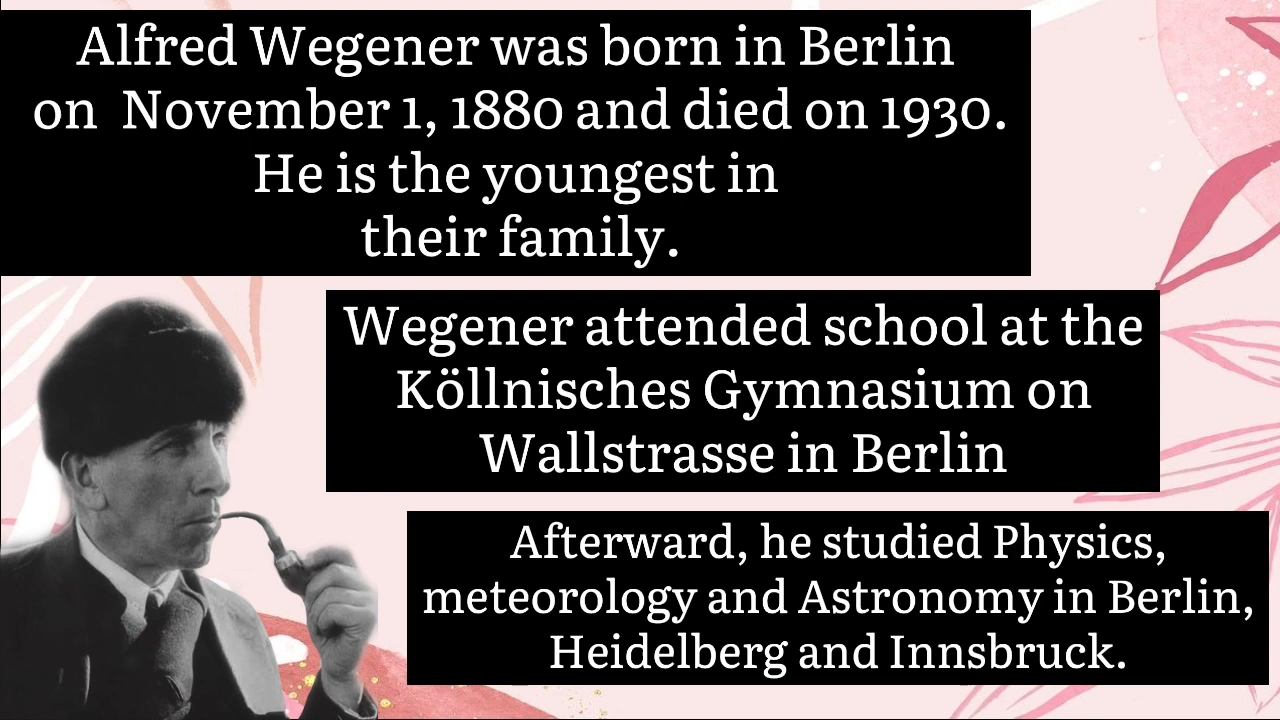 Alfred Wegener was born in Berlin
on  November 1, 1880 and died on 1930.
He is the youngest in
their family.
Wegener attended school at the
Köllnisches Gymnasium on
Wallstrasse in Berlin
Afterward, he studied Physics,
meteorology and Astronomy in Berlin,
Heidelberg and Innsbruck.